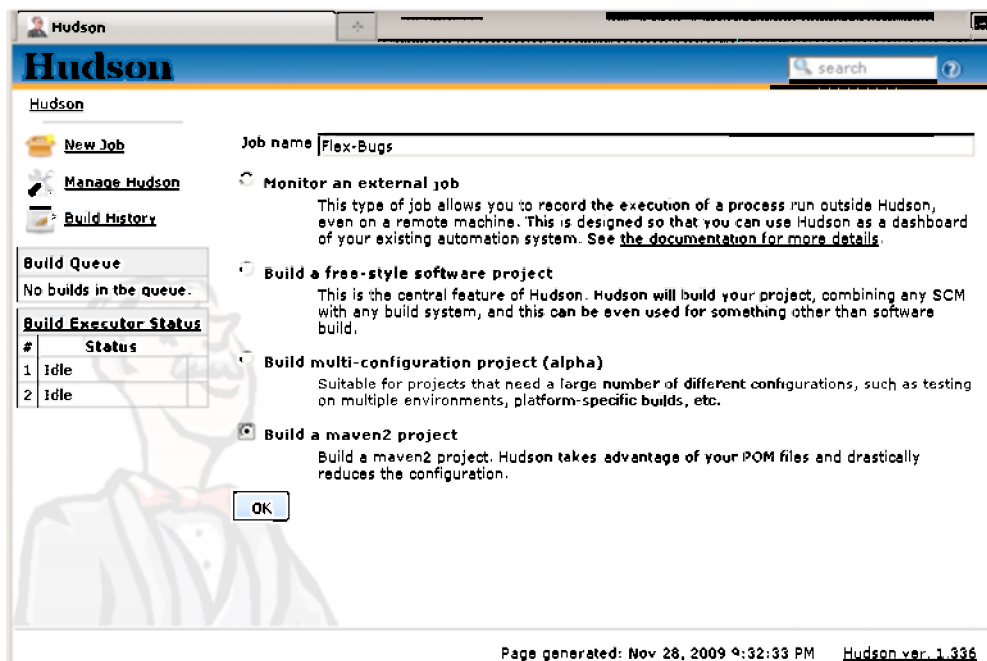 Hudson
Hudson
search
Hudson
New Job
Manage Hudson
Build History
Build Queue
No builds in the queue.
Build Executor Status
# Status
1 Idle
2 Idle
Job name Flex-Bugs
Monitor an external job
This type of job allows you to record the execution of a process run outside Hudson,
even on a remote machine. This is designed so that you can use Hudson as a dashboard
of your existing automation system. See the documentation for more details.
Build a free-style software project
This is the central feature of Hudson. Hudson will build your project, combining any SCM
with any build system, and this can be even used for something other than software
build.
Build multi-configuration project (alpha)
Suitable for projects that need a large number of different configurations, such as testing
on multiple environments, platform-specific builds, etc.
Build a maven2 project
Build a maven2 project. Hudson takes advantage of your POM files and drastically
reduces the configuration.
OK
Page generated: Nov 28, 2009 9:32:33 PM Hudson ver. 1.336